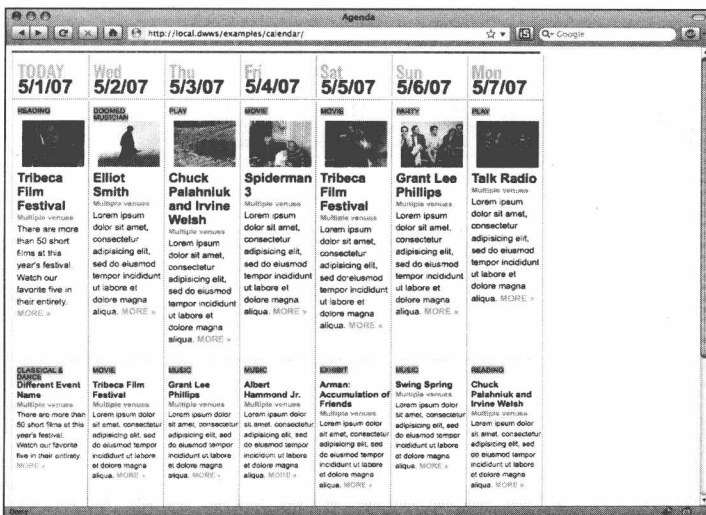 Agenda
http://local.dwws/examples/calendar/
Google
TODAY
5/1/07
Wed
5/2/07
Thu
5/3/07
Fri
5/4/07
Sat
5/5/07
Sun
5/6/07
Mon
5/7/07
READING
Tribeca
Film
Festival
Multiple venues
There are more
than 50 short
films at this
year's festival.
Watch our
favorite five in
their entirety.
MORE »
DOOMED
MUSICIAN
Elliot
Smith
Multiple venues
Lorem ipsum
dolor sit amet,
consectetur
adipisicing elit,
sed do eiusmod
tempor incididunt
ut labore et
dolore magna
aliqua. MORE »
PLAY
Chuck
Palahniuk
and Irvine
Welsh
Multiple venues
Lorem ipsum
dolor sit amet,
consectetur
adipisicing elit,
sed do eiusmod
tempor incididunt
ut labore et
dolore magna
aliqua. MORE »
MOVIE
Spiderman
3
Multiple venues
Lorem ipsum
dolor sit amet,
consectetur
adipisicing elit,
sed do eiusmod
tempor incididunt
ut labore et
dolore magna
aliqua. MORE »
MOVIE
Tribeca
Film
Festival
Multiple venues
Lorem ipsum
dolor sit amet,
consectetur
adipisicing elit,
sed do eiusmod
tempor incididunt
ut labore et
dolore magna
aliqua. MORE »
PARTY
Grant Lee
Phillips
Multiple venues
Lorem ipsum
dolor sit amet,
consectetur
adipisicing elit,
sed do eiusmod
tempor incididunt
ut labore et
dolore magna
aliqua. MORE »
PLAY
Talk Radio
Multiple venues
Lorem ipsum
dolor sit amet,
consectetur
adipisicing elit,
sed do eiusmod
tempor incididunt
ut labore et
dolore magna
aliqua. MORE »
CLASSICAL &
DANCE
Different Event
Name
Multiple venues
There are more than
50 short films at this
year's festival.
Watch our favorite
five in their entirety.
MORE »
MOVIE
Tribeca Film
Festival
Multiple venues
Lorem ipsum dolor
sit amet, consectetur
adipisicing elit, sed
do eiusmod tempor
incididunt ut labore
et dolore magna
aliqua. MORE »
MUSIC
Grant Lee
Phillips
Multiple venues
Lorem ipsum dolor
sit amet, consectetur
adipisicing elit, sed
do eiusmod tempor
incididunt ut labore
et dolore magna
aliqua. MORE »
MUSIC
Albert
Hammond Jr.
Multiple venues
Lorem ipsum dolor
sit amet, consectetur
adipisicing elit, sed
do eiusmod tempor
incididunt ut labore
et dolore magna
aliqua. MORE »
EXHIBIT
Arman:
Accumulation of
Friends
Multiple venues
Lorem ipsum dolor
sit amet, consectetur
adipisicing elit, sed
do eiusmod tempor
incididunt ut labore
et dolore magna
aliqua. MORE »
MUSIC
Swing Spring
Multiple venues
Lorem ipsum dolor
sit amet, consectetur
adipisicing elit, sed
do eiusmod tempor
incididunt ut labore
et dolore magna
aliqua. MORE »
READING
Chuck
Palahniuk and
Irvine Welsh
Multiple venues
Lorem ipsum dolor
sit amet, consectetur
adipisicing elit, sed
do eiusmod tempor
incididunt ut labore
et dolore magna
aliqua. MORE »
Done